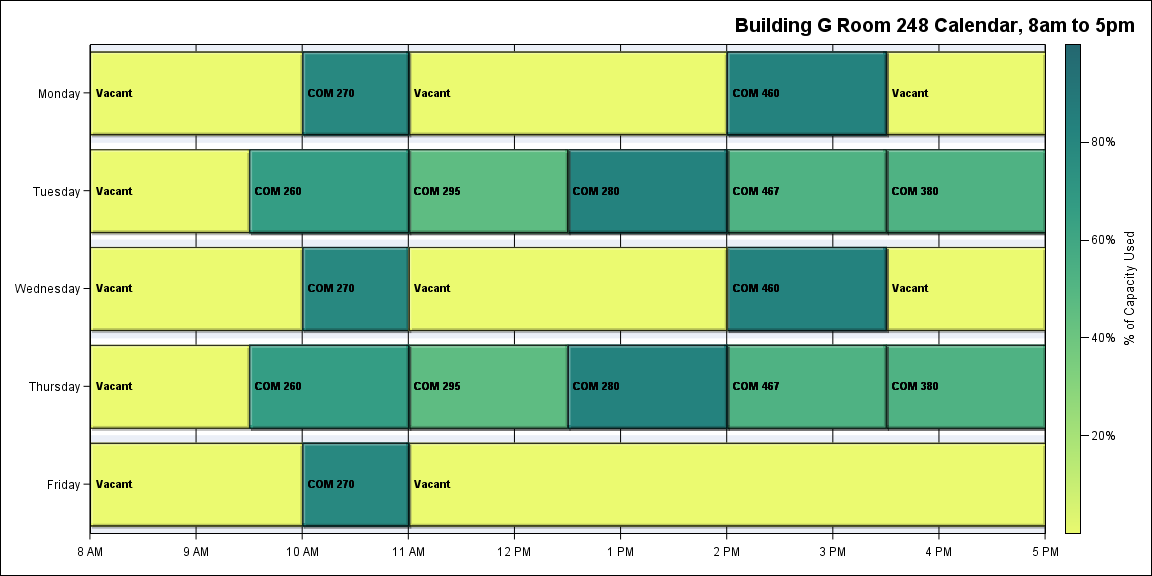 Building G Room 248 Calendar, 8am to 5pm
Monday
Vacant
COM 270
Vacant
COM 460
Vacant
Tuesday
Vacant
COM 260
COM 295
COM 280
COM 467
COM 380
Wednesday
Vacant
COM 270
Vacant
COM 460
Vacant
Thursday
Vacant
COM 260
COM 295
COM 280
COM 467
COM 380
Friday
Vacant
COM 270
Vacant
8 AM
9 AM
10 AM
11 AM
12 PM
1 PM
2 PM
3 PM
4 PM
5 PM
80%
60%
40%
20%
% of Capacity Used